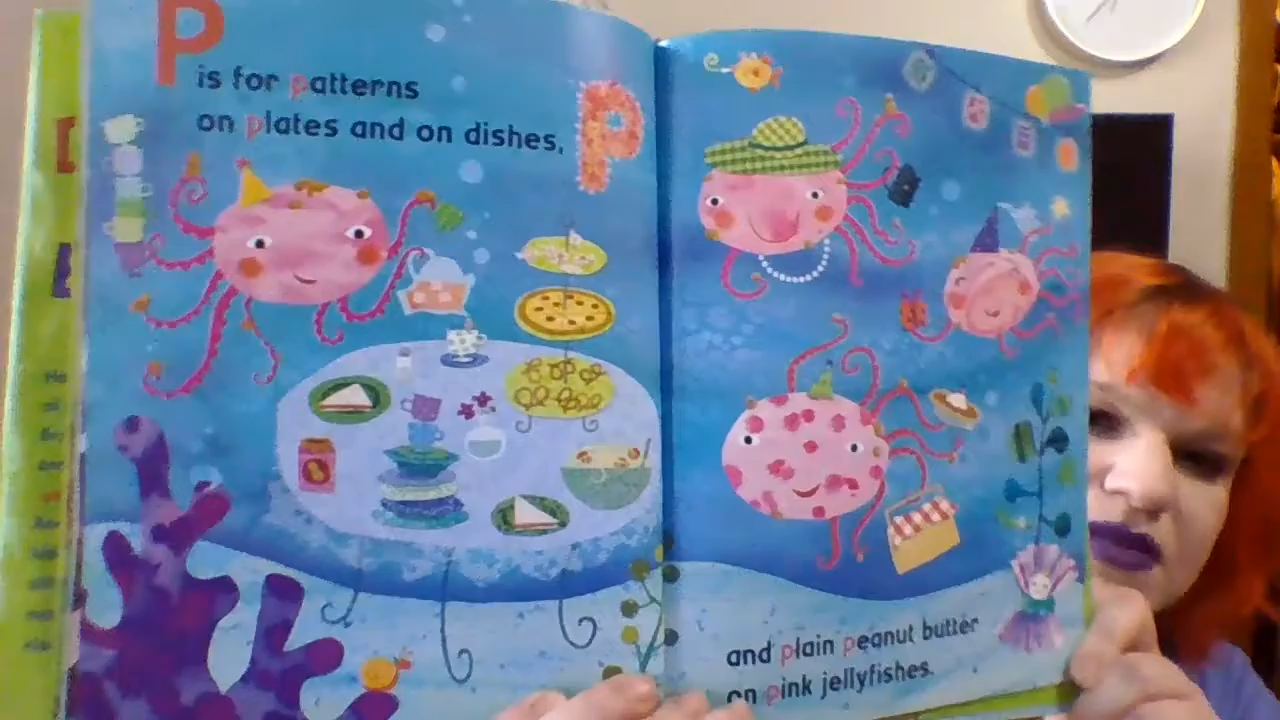 P
is for patterns
on plates and on dishes,
P
and plain peanut butter
on pink jellyfishes.